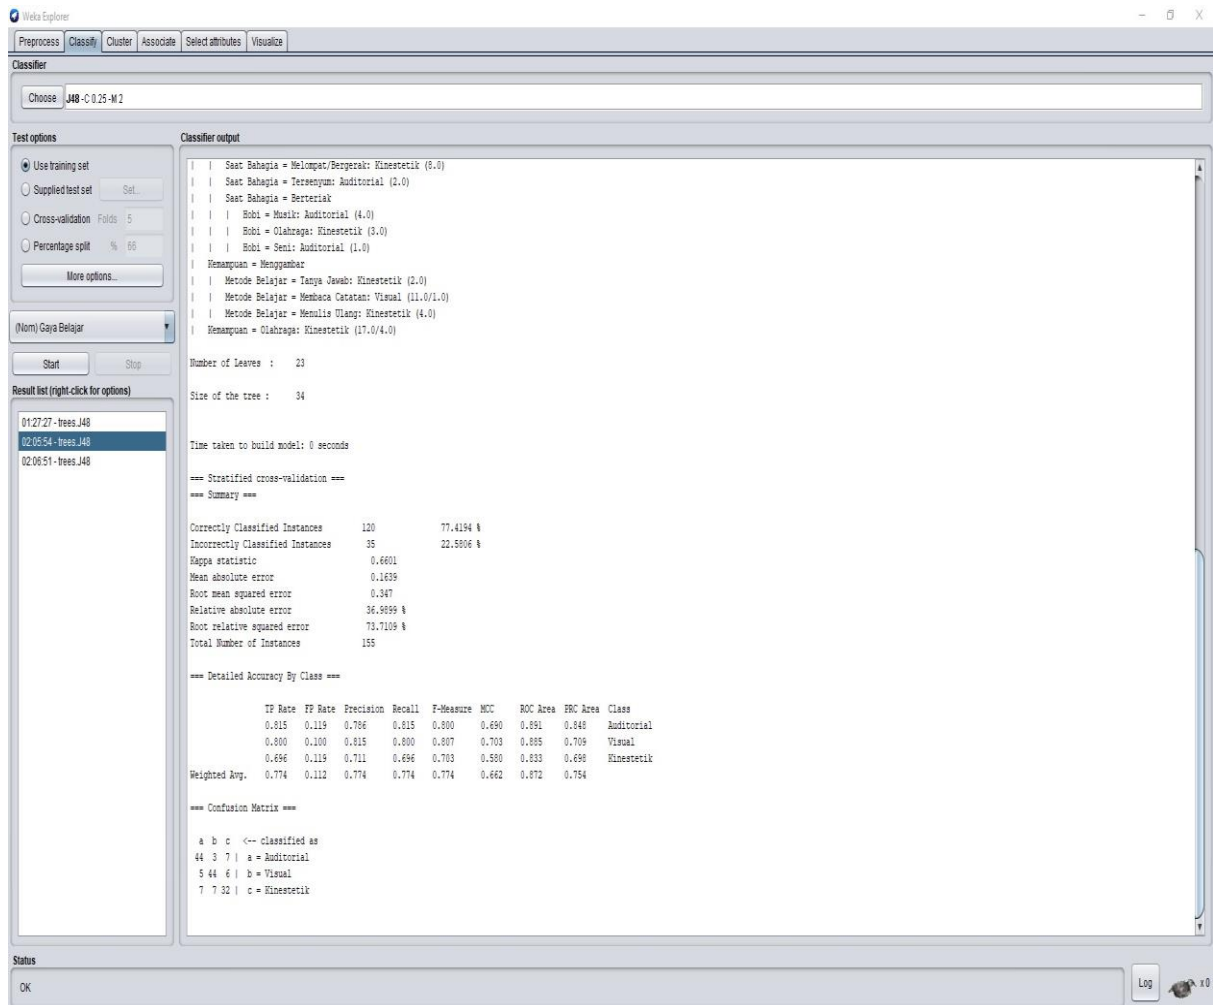 Weka Explorer
Preprocess Classify Cluster Associate Select attributes Visualize
Classifier
Choose J48 -C 0.25 -M 2
Test options
Use training set
Supplied test set Set...
Cross-validation Folds 5
Percentage split % 66
More options...
(Nom) Gaya Belajar
Start Stop
Result list (right-click for options)
01:27:27 - trees.J48
02:05:54 - trees.J48
02:06:51 - trees.J48
Classifier output
| | Saat Bahagia = Melompat/Bergerak: Kinestetik (8.0)
| | Saat Bahagia = Tersenyum: Auditorial (2.0)
| | Saat Bahagia = Berteriak
| | | Hobi = Musik: Auditorial (4.0)
| | | Hobi = Olahraga: Kinestetik (3.0)
| | | Hobi = Seni: Auditorial (1.0)
| Kemampuan = Menggambar
| | Metode Belajar = Tanya Jawab: Kinestetik (2.0)
| | Metode Belajar = Membaca Catatan: Visual (11.0/1.0)
| | Metode Belajar = Menulis Ulang: Kinestetik (4.0)
| Kemampuan = Olahraga: Kinestetik (17.0/4.0)
Number of Leaves : 23
Size of the tree : 34
Time taken to build model: 0 seconds
=== Stratified cross-validation ===
=== Summary ===
Correctly Classified Instances 120 77.4194 %
Incorrectly Classified Instances 35 22.5806 %
Kappa statistic 0.6601
Mean absolute error 0.1639
Root mean squared error 0.347
Relative absolute error 36.9899 %
Root relative squared error 73.7109 %
Total Number of Instances 155
=== Detailed Accuracy By Class ===
TP Rate FP Rate Precision Recall F-Measure MCC ROC Area PRC Area Class
0.815 0.119 0.786 0.815 0.800 0.690 0.891 0.848 Auditorial
0.800 0.100 0.815 0.800 0.807 0.703 0.885 0.709 Visual
0.696 0.119 0.711 0.696 0.703 0.580 0.833 0.698 Kinestetik
Weighted Avg. 0.774 0.112 0.774 0.774 0.774 0.662 0.872 0.754
=== Confusion Matrix ===
a b c <-- classified as
44 3 7 | a = Auditorial
5 44 6 | b = Visual
7 7 32 | c = Kinestetik
Status
OK
Log
x 0